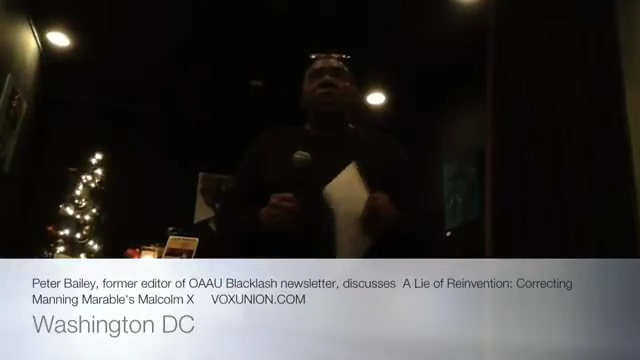 Peter Bailey, former editor of OAAU Blacklash newsletter, discusses  A Lie of Reinvention: Correcting
Manning Marable's Malcolm X     VOXUNION.COM
Washington DC